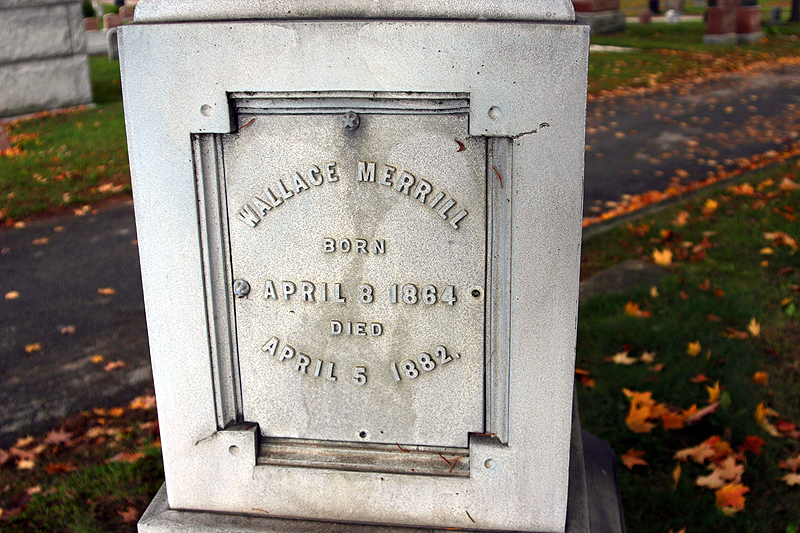 WALLACE MERRILL
BORN
APRIL 8 1864
DIED
APRIL 5 1882.